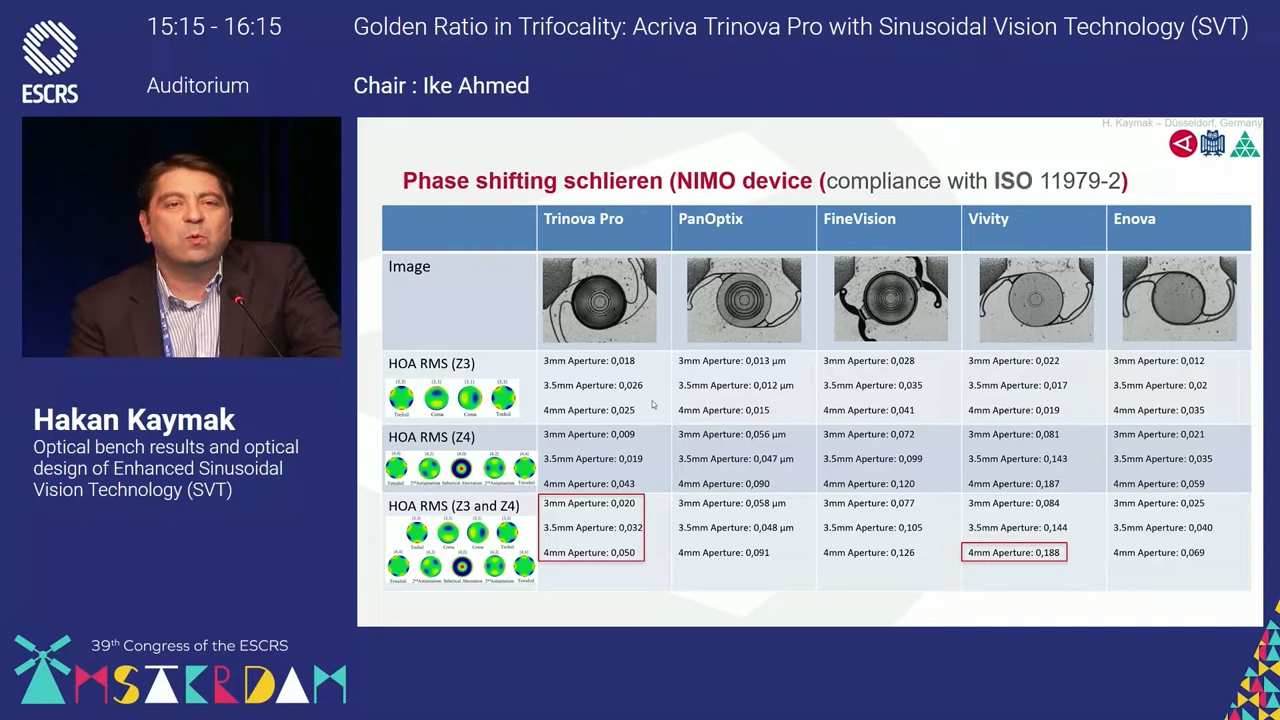 15:15 - 16:15
Golden Ratio in Trifocality: Acriva Trinova Pro with Sinusoidal Vision Technology (SVT)
ESCRS
Auditorium
Chair : Ike Ahmed
H. Kaymak – Düsseldorf, Germany
Phase shifting schlieren (NIMO device (compliance with ISO 11979-2)
Trinova Pro PanOptix FineVision Vivity Enova
Image
HOA RMS (Z3)
3mm Aperture: 0,018 3mm Aperture: 0,013 µm 3mm Aperture: 0,028 3mm Aperture: 0,022 3mm Aperture: 0,012
3.5mm Aperture: 0,026 3.5mm Aperture: 0,012 µm 3.5mm Aperture: 0,035 3.5mm Aperture: 0,017 3.5mm Aperture: 0,02
4mm Aperture: 0,025 4mm Aperture: 0,015 4mm Aperture: 0,041 4mm Aperture: 0,019 4mm Aperture: 0,035
Trefoil Coma Coma Trefoil
HOA RMS (Z4)
3mm Aperture: 0,009 3mm Aperture: 0,056 µm 3mm Aperture: 0,072 3mm Aperture: 0,081 3mm Aperture: 0,021
3.5mm Aperture: 0,019 3.5mm Aperture: 0,047 µm 3.5mm Aperture: 0,099 3.5mm Aperture: 0,143 3.5mm Aperture: 0,035
4mm Aperture: 0,043 4mm Aperture: 0,090 4mm Aperture: 0,120 4mm Aperture: 0,187 4mm Aperture: 0,059
HOA RMS (Z3 and Z4)
3mm Aperture: 0,020 3mm Aperture: 0,058 µm 3mm Aperture: 0,077 3mm Aperture: 0,084 3mm Aperture: 0,025
3.5mm Aperture: 0,032 3.5mm Aperture: 0,048 µm 3.5mm Aperture: 0,105 3.5mm Aperture: 0,144 3.5mm Aperture: 0,040
4mm Aperture: 0,050 4mm Aperture: 0,091 4mm Aperture: 0,126 4mm Aperture: 0,188 4mm Aperture: 0,069
Hakan Kaymak
Optical bench results and optical
design of Enhanced Sinusoidal
Vision Technology (SVT)
39th Congress of the ESCRS
AMSTERDAM